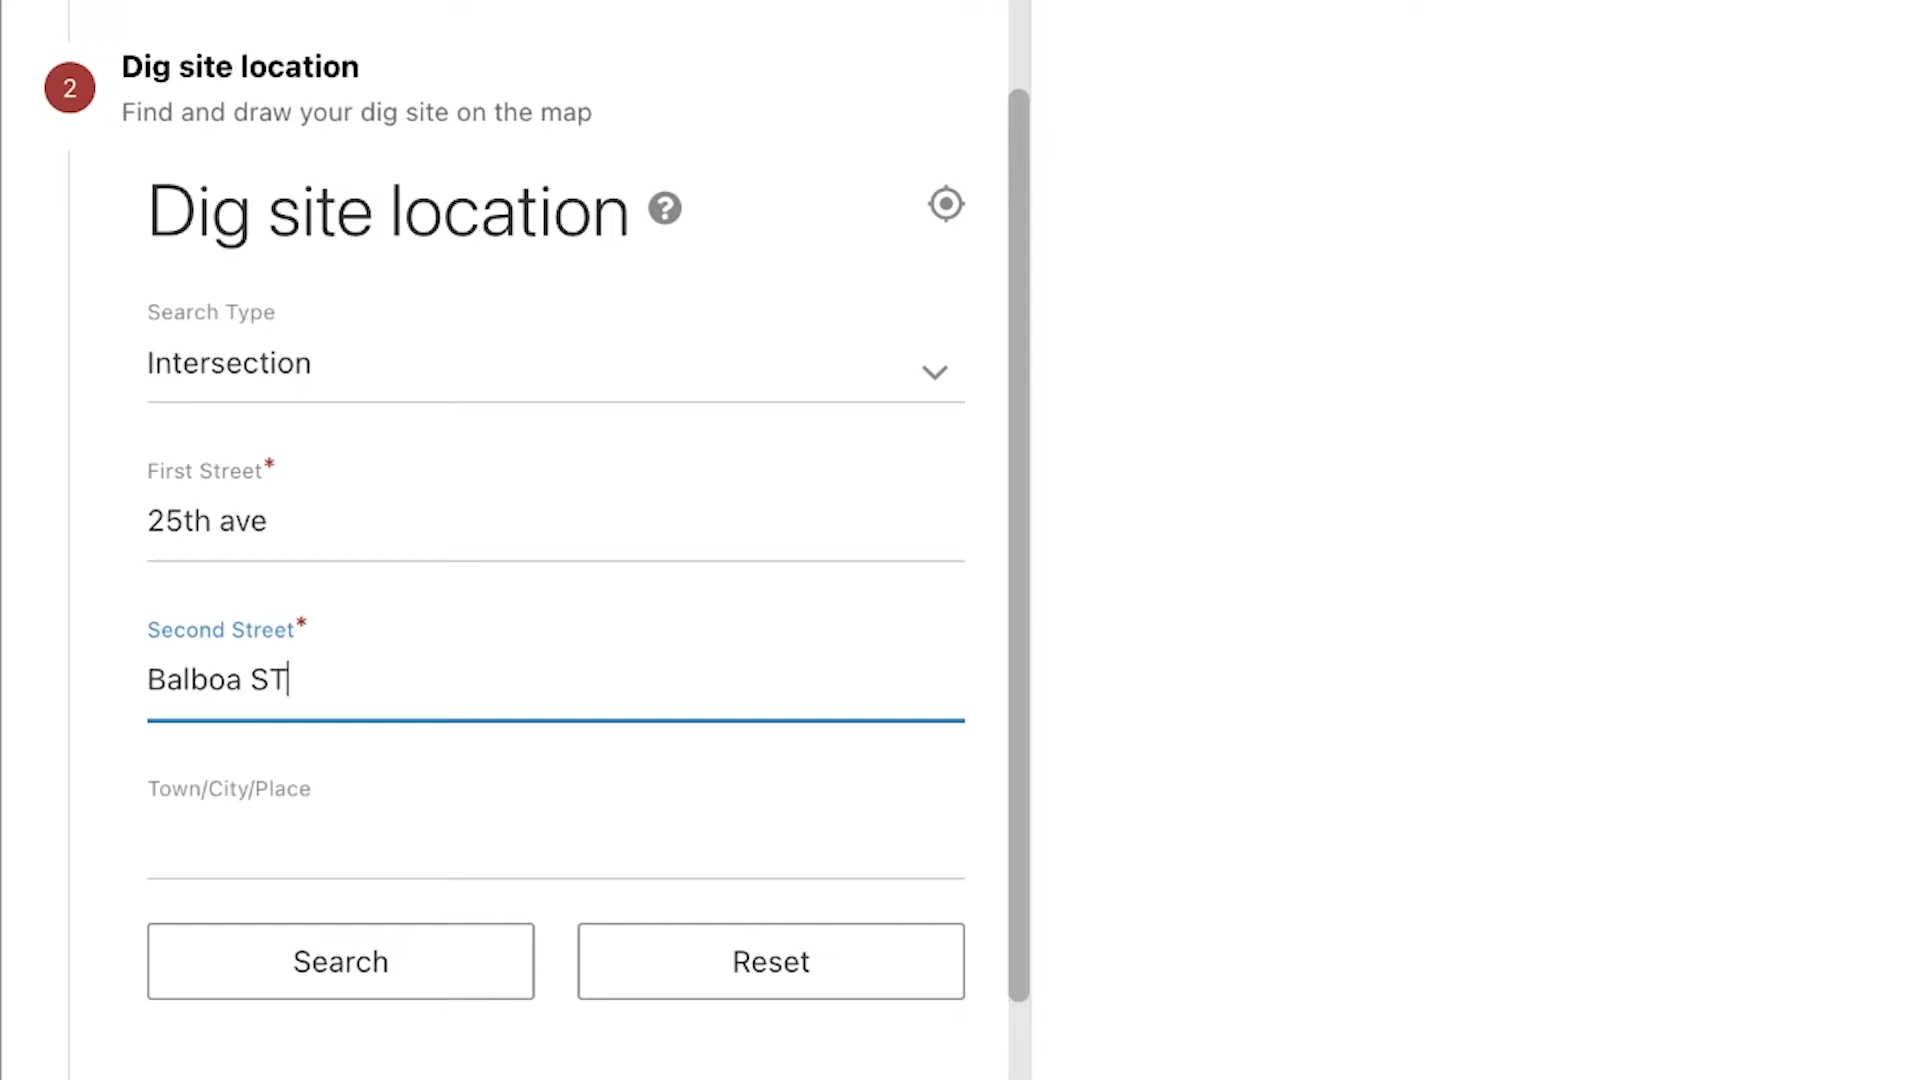 2
Dig site location
Find and draw your dig site on the map
Dig site location ?
Search Type
Intersection
First Street*
25th ave
Second Street*
Balboa ST
Town/City/Place
Search
Reset